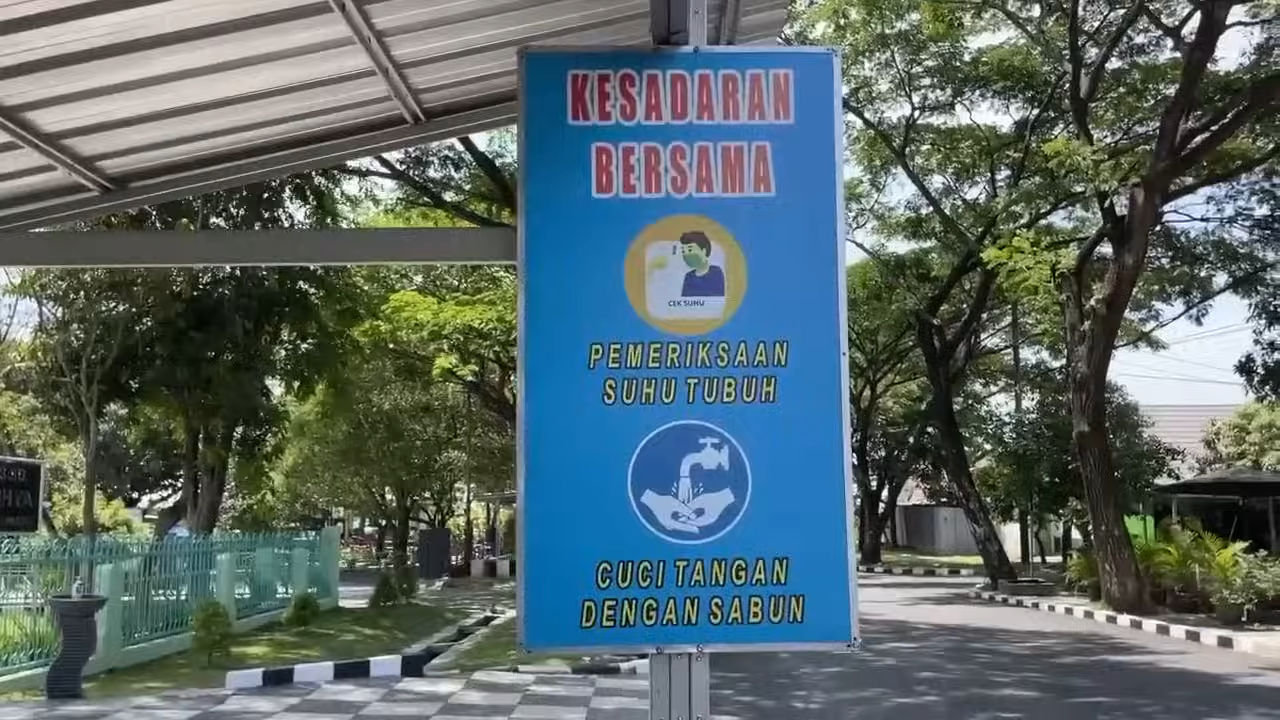 KESADARAN
BERSAMA
CEK SUHU
PEMERIKSAAN
SUHU TUBUH
CUCI TANGAN
DENGAN SABUN